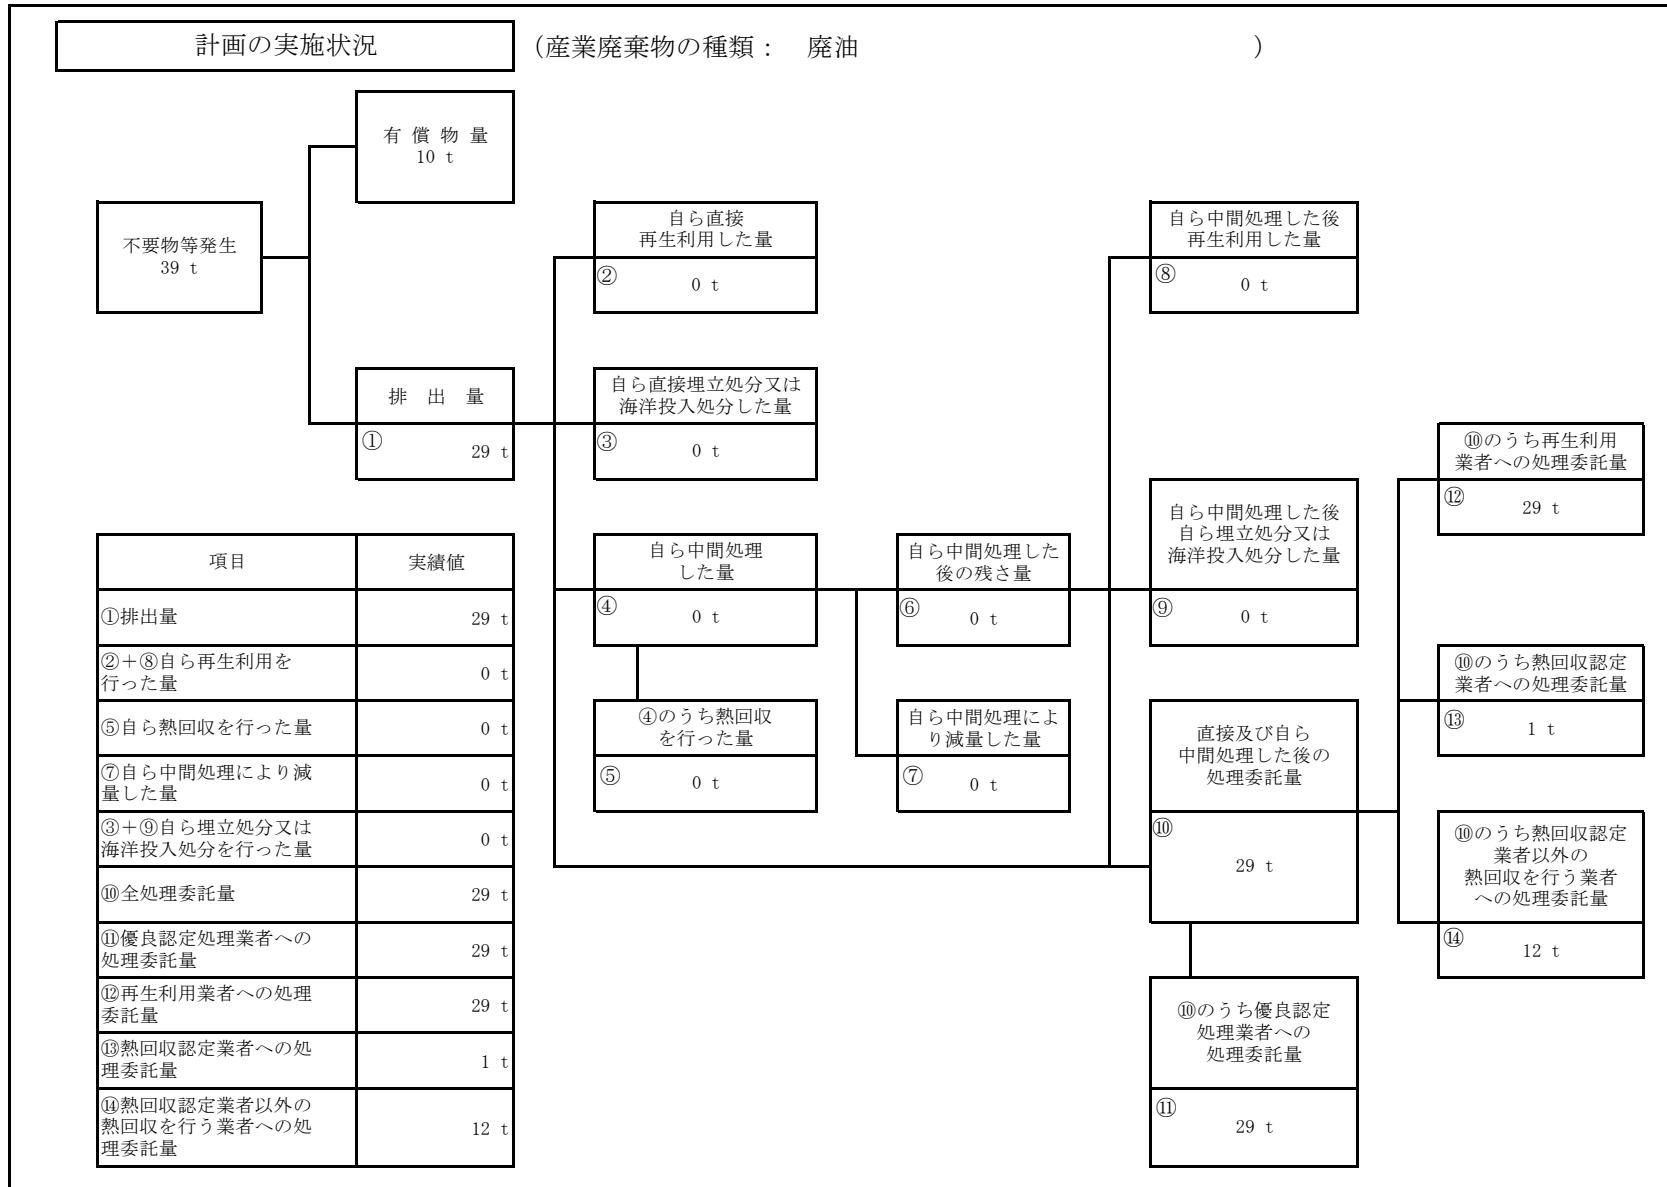 計画の実施状況
（産業廃棄物の種類： 廃油 ）
有 償 物 量
10 t
不要物等発生
39 t
排 出 量
①
29 t
自ら直接
再生利用した量
②
0 t
自ら直接埋立処分又は
海洋投入処分した量
③
0 t
自ら中間処理
した量
④
0 t
④のうち熱回収
を行った量
⑤
0 t
自ら中間処理した
後の残さ量
⑥
0 t
自ら中間処理によ
り減量した量
⑦
0 t
自ら中間処理した後
再生利用した量
⑧
0 t
自ら中間処理した後
自ら埋立処分又は
海洋投入処分した量
⑨
0 t
直接及び自ら
中間処理した後の
処理委託量
⑩
29 t
⑩のうち優良認定
処理業者への
処理委託量
⑪
29 t
⑩のうち再生利用
業者への処理委託量
⑫
29 t
⑩のうち熱回収認定
業者への処理委託量
⑬
1 t
⑩のうち熱回収認定
業者以外の
熱回収を行う業者
への処理委託量
⑭
12 t
項目 実績値
①排出量 29 t
②＋⑧自ら再生利用を
行った量 0 t
⑤自ら熱回収を行った量 0 t
⑦自ら中間処理により減
量した量 0 t
③＋⑨自ら埋立処分又は
海洋投入処分を行った量 0 t
⑩全処理委託量 29 t
⑪優良認定処理業者への
処理委託量 29 t
⑫再生利用業者への処理
委託量 29 t
⑬熱回収認定業者への処
理委託量 1 t
⑭熱回収認定業者以外の
熱回収を行う業者への処
理委託量 12 t